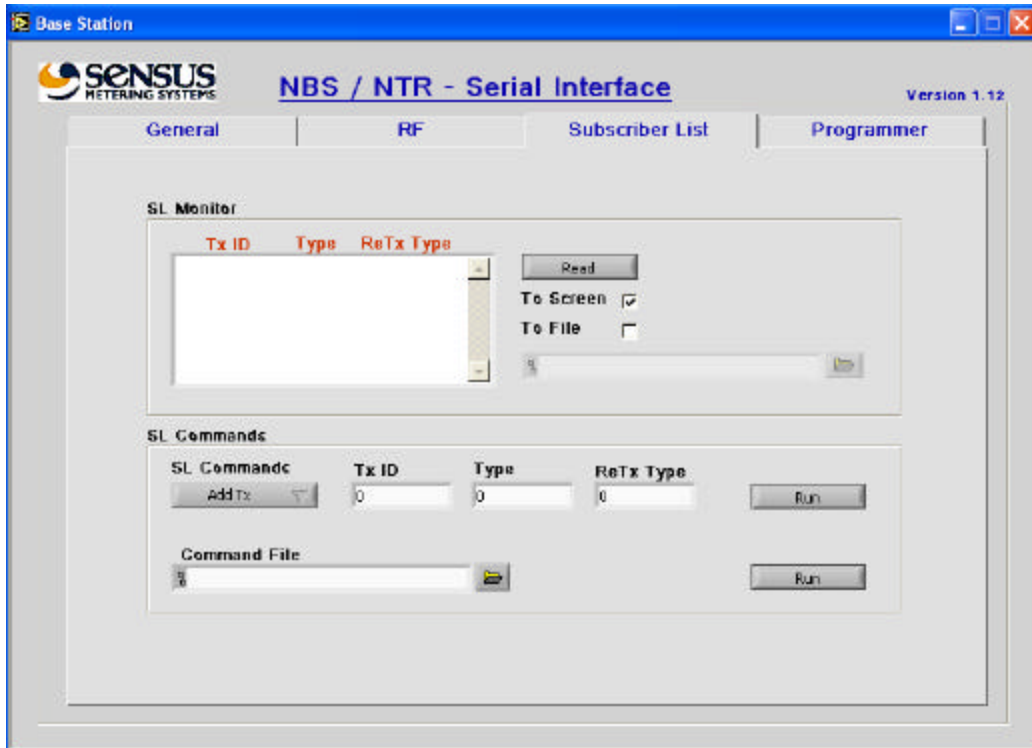 Base Station
SENSUS
METERING SYSTEMS
NBS / NTR - Serial Interface
Version 1.12
General RF Subscriber List Programmer
SL Monitor
Tx ID Type ReTx Type
Read
To Screen
To File
SL Commands
SL Commands Tx ID Type ReTx Type
Add Tx 0 0 0 Run
Command File
Run